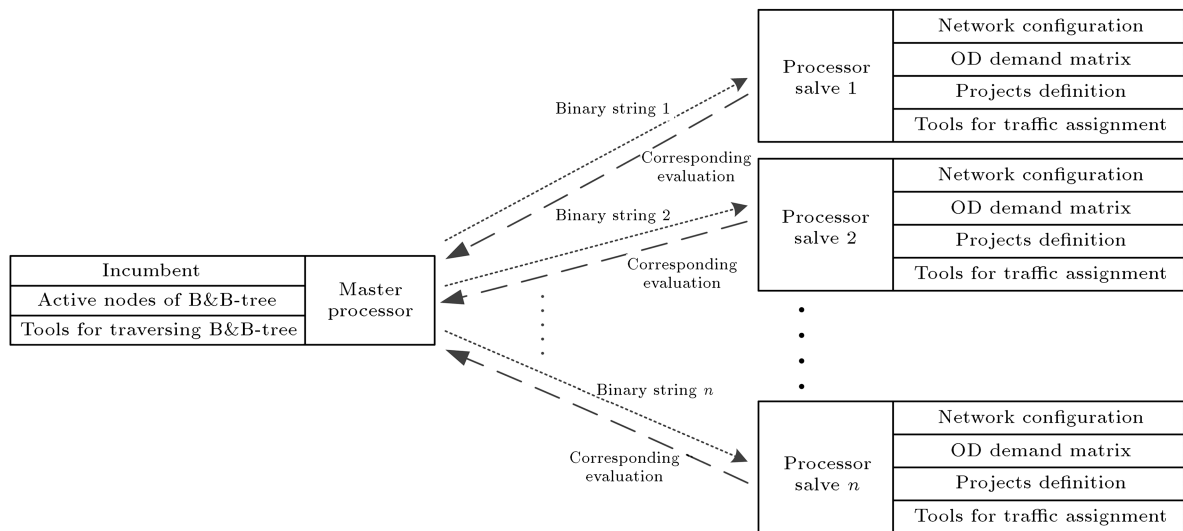 Incumbent
Active nodes of B&B-tree
Tools for traversing B&B-tree
Master
processor
Binary string 1
Corresponding
evaluation
Binary string 2
Corresponding
evaluation
Binary string n
Corresponding
evaluation
Processor
salve 1
Network configuration
OD demand matrix
Projects definition
Tools for traffic assignment
Processor
salve 2
Network configuration
OD demand matrix
Projects definition
Tools for traffic assignment
Processor
salve n
Network configuration
OD demand matrix
Projects definition
Tools for traffic assignment